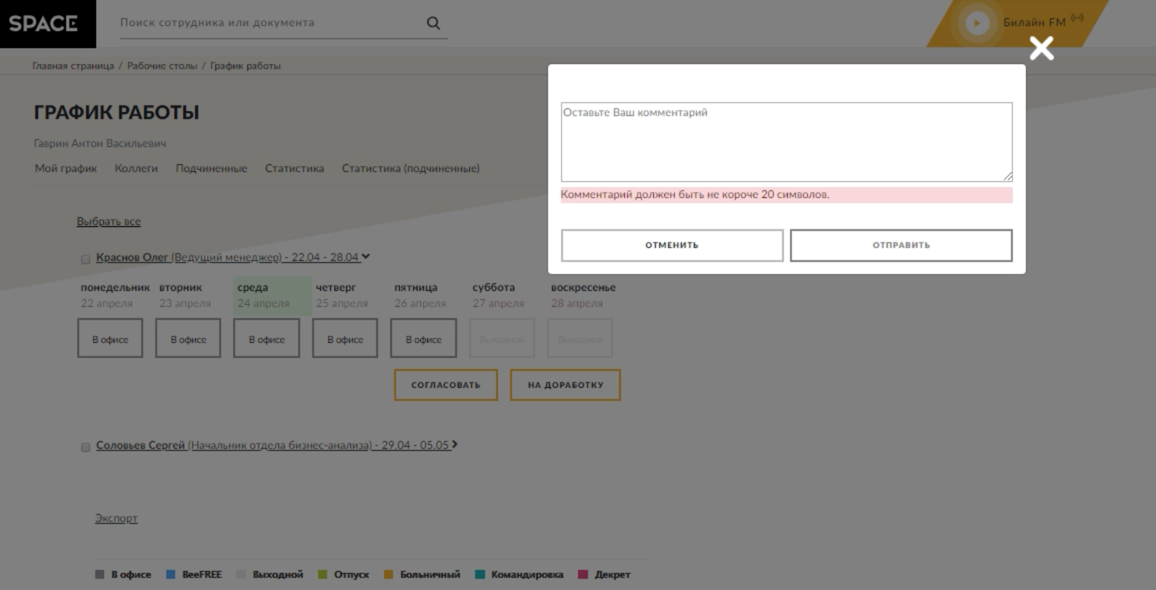 SPACE
Поиск сотрудника или документа
Билайн FM
Главная страница / Рабочие столы / График работы
ГРАФИК РАБОТЫ
Гаврин Антон Васильевич
Мой график Коллеги Подчиненные Статистика Статистика (подчиненные)
Оставьте Ваш комментарий
Комментарий должен быть не короче 20 символов.
ОТМЕНИТЬ ОТПРАВИТЬ
Выбрать все
Краснов Олег (Ведущий менеджер) - 22.04 - 28.04
понедельник вторник среда четверг пятница суббота воскресенье
22 апреля 23 апреля 24 апреля 25 апреля 26 апреля 27 апреля 28 апреля
В офисе В офисе В офисе В офисе В офисе Выходной Выходной
СОГЛАСОВАТЬ НА ДОРАБОТКУ
Соловьев Сергей (Начальник отдела бизнес-анализа) - 29.04 - 05.05
Экспорт
В офисе BeeFREE Выходной Отпуск Больничный Командировка Декрет